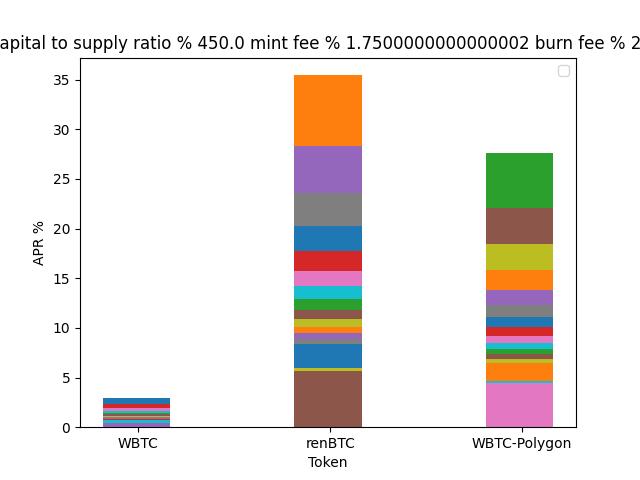 apital to supply ratio % 450.0 mint fee % 1.7500000000000002 burn fee % 2
APR %
35
30
25
20
15
10
5
0
WBTC renBTC WBTC-Polygon
Token